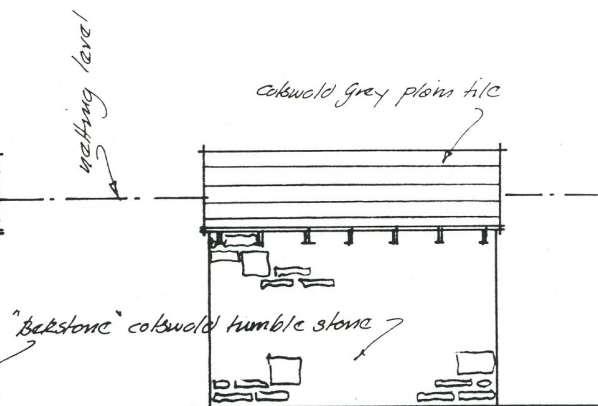 netting level
cotswold grey plain tile
"Bekstone" cotswold tumble stone